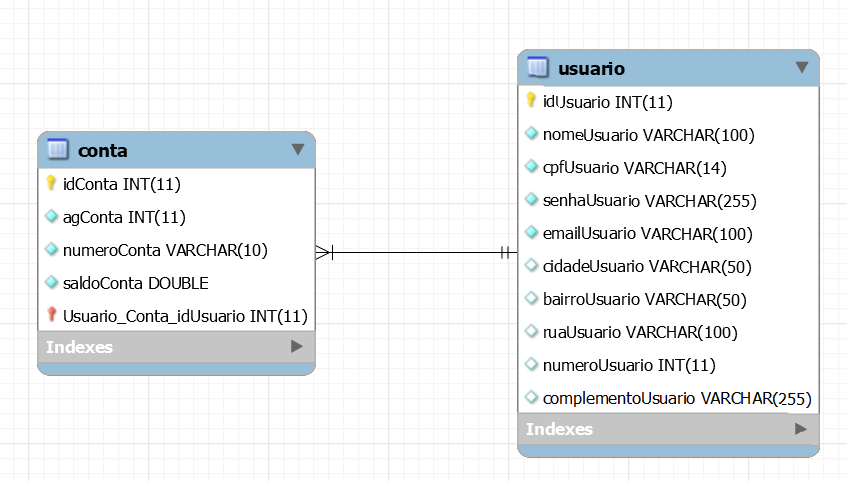 conta
idConta INT(11)
agConta INT(11)
numeroConta VARCHAR(10)
saldoConta DOUBLE
Usuario_Conta_idUsuario INT(11)
Indexes
usuario
idUsuario INT(11)
nomeUsuario VARCHAR(100)
cpfUsuario VARCHAR(14)
senhaUsuario VARCHAR(255)
emailUsuario VARCHAR(100)
cidadeUsuario VARCHAR(50)
bairroUsuario VARCHAR(50)
ruaUsuario VARCHAR(100)
numeroUsuario INT(11)
complementoUsuario VARCHAR(255)
Indexes